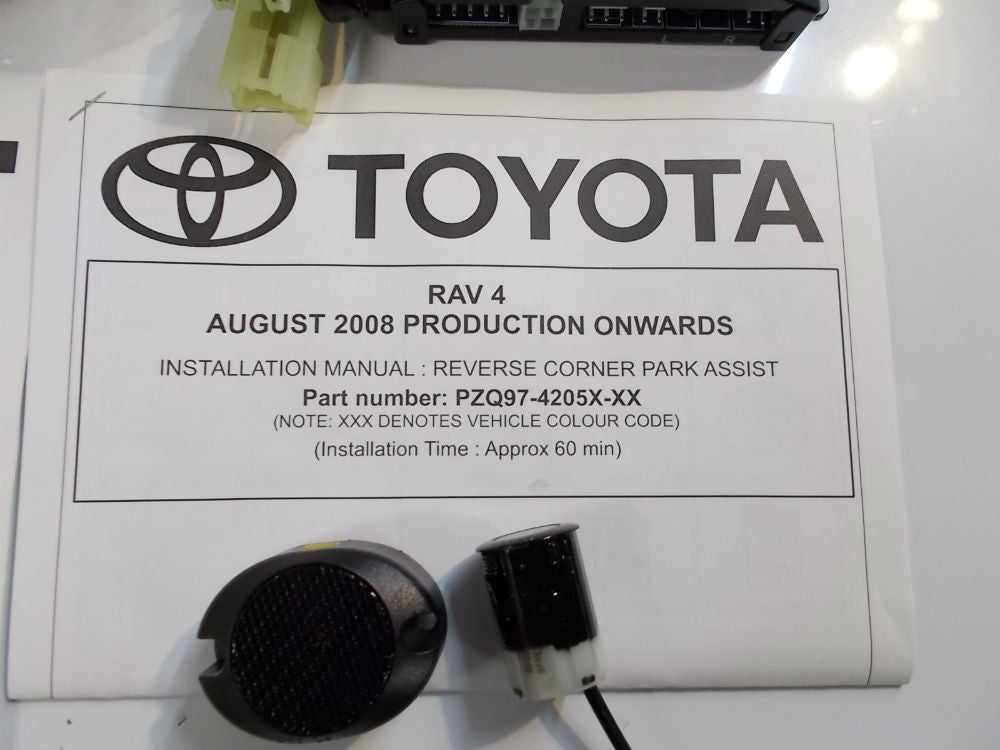 L R
TOYOTA
RAV 4
AUGUST 2008 PRODUCTION ONWARDS
INSTALLATION MANUAL : REVERSE CORNER PARK ASSIST
Part number: PZQ97-4205X-XX
(NOTE: XXX DENOTES VEHICLE COLOUR CODE)
(Installation Time : Approx 60 min)